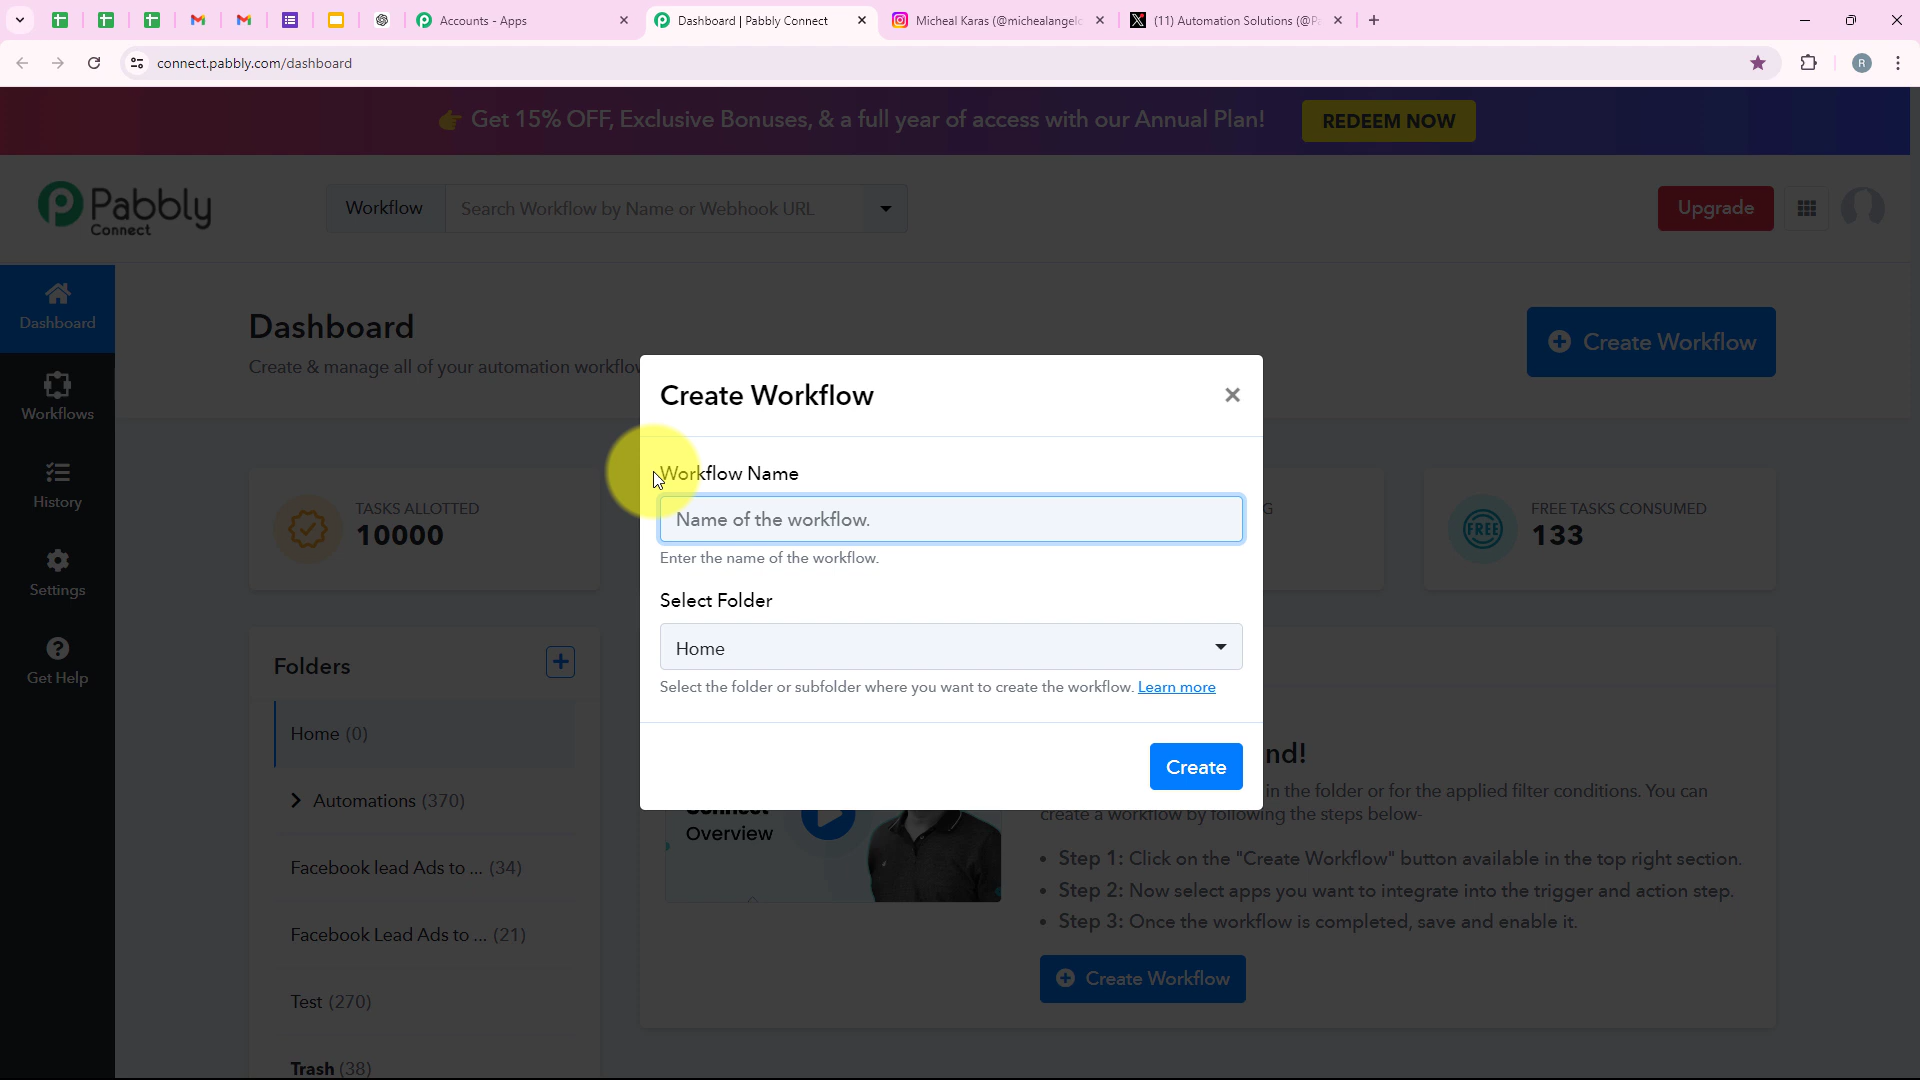 Accounts - Apps
Dashboard | Pabbly Connect
Micheal Karas (@michealangelo
(11) Automation Solutions (@P
connect.pabbly.com/dashboard
R
👉 Get 15% OFF, Exclusive Bonuses, & a full year of access with our Annual Plan!
REDEEM NOW
Pabbly
Connect
Workflow
Search Workflow by Name or Webhook URL
Upgrade
Dashboard
Workflows
History
Settings
Get Help
Dashboard
Create & manage all of your automation workflow
Create Workflow
TASKS ALLOTTED
10000
G
FREE
FREE TASKS CONSUMED
133
Folders
Home (0)
Automations (370)
Facebook lead Ads to ... (34)
Facebook Lead Ads to ... (21)
Test (270)
Trash (38)
Create Workflow
×
Workflow Name
Name of the workflow.
Enter the name of the workflow.
Select Folder
Home
Select the folder or subfolder where you want to create the workflow. Learn more
Create
Connect
Overview
nd!
in the folder or for the applied filter conditions. You can
create a workflow by following the steps below-
• Step 1: Click on the "Create Workflow" button available in the top right section.
• Step 2: Now select apps you want to integrate into the trigger and action step.
• Step 3: Once the workflow is completed, save and enable it.
Create Workflow